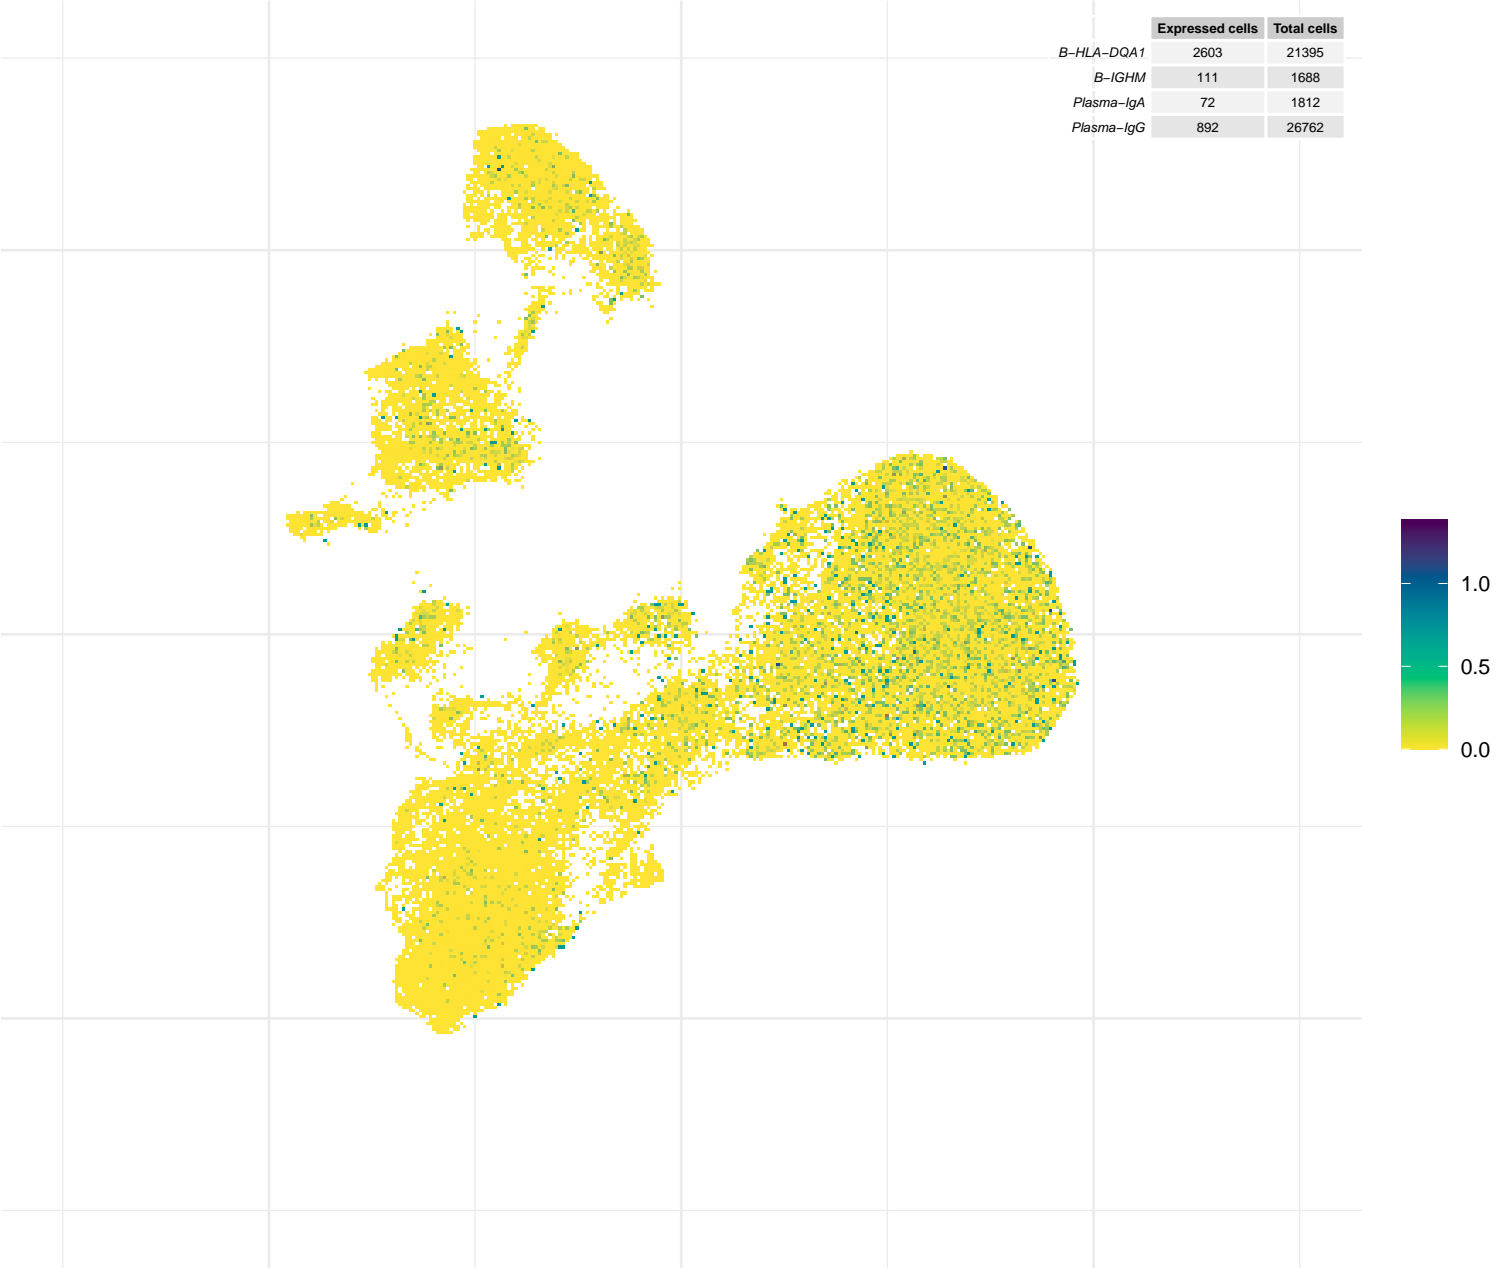 Expressed cells Total cells
B−HLA−DQA1 2603 21395
B−IGHM 111 1688
Plasma−IgA 72 1812
Plasma−IgG 892 26762
1.0
0.5
0.0